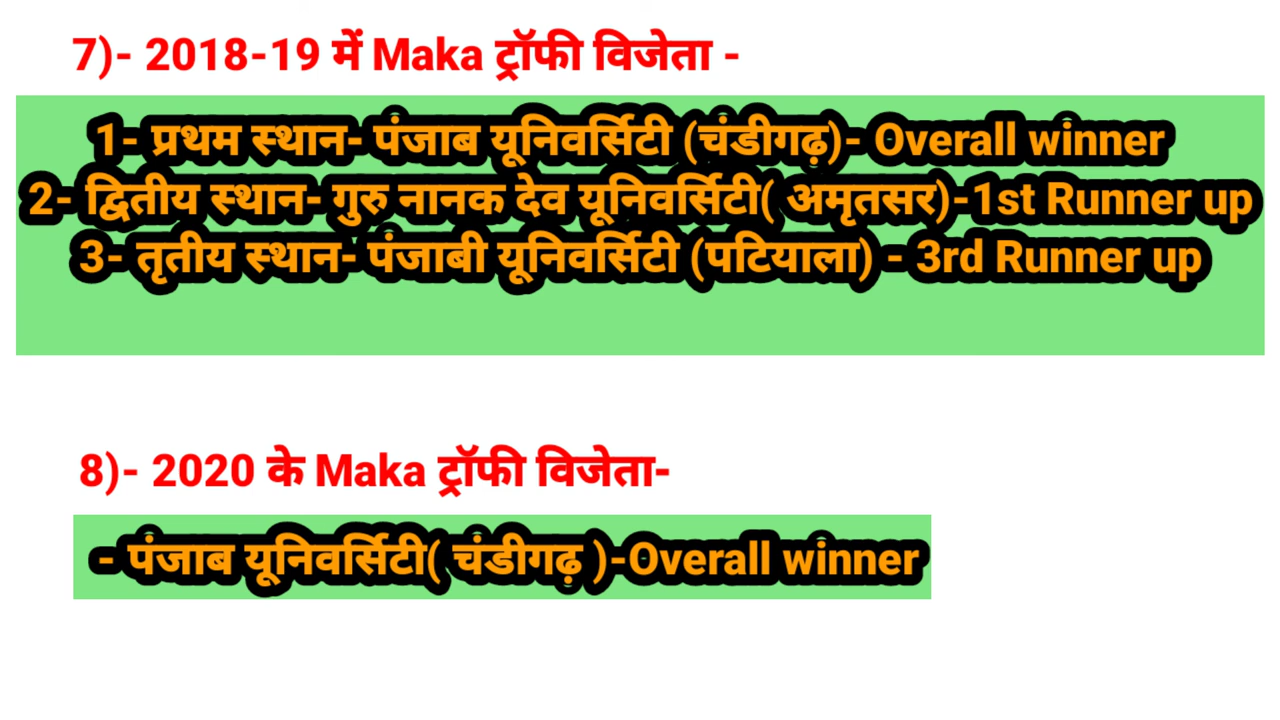 7)- 2018-19 में Maka ट्रॉफी विजेता -
1- प्रथम स्थान- पंजाब यूनिवर्सिटी (चंडीगढ़)- Overall winner
2- द्वितीय स्थान- गुरु नानक देव यूनिवर्सिटी( अमृतसर)-1st Runner up
3- तृतीय स्थान- पंजाबी यूनिवर्सिटी (पटियाला) - 3rd Runner up
8)- 2020 के Maka ट्रॉफी विजेता-
- पंजाब यूनिवर्सिटी( चंडीगढ़ )-Overall winner